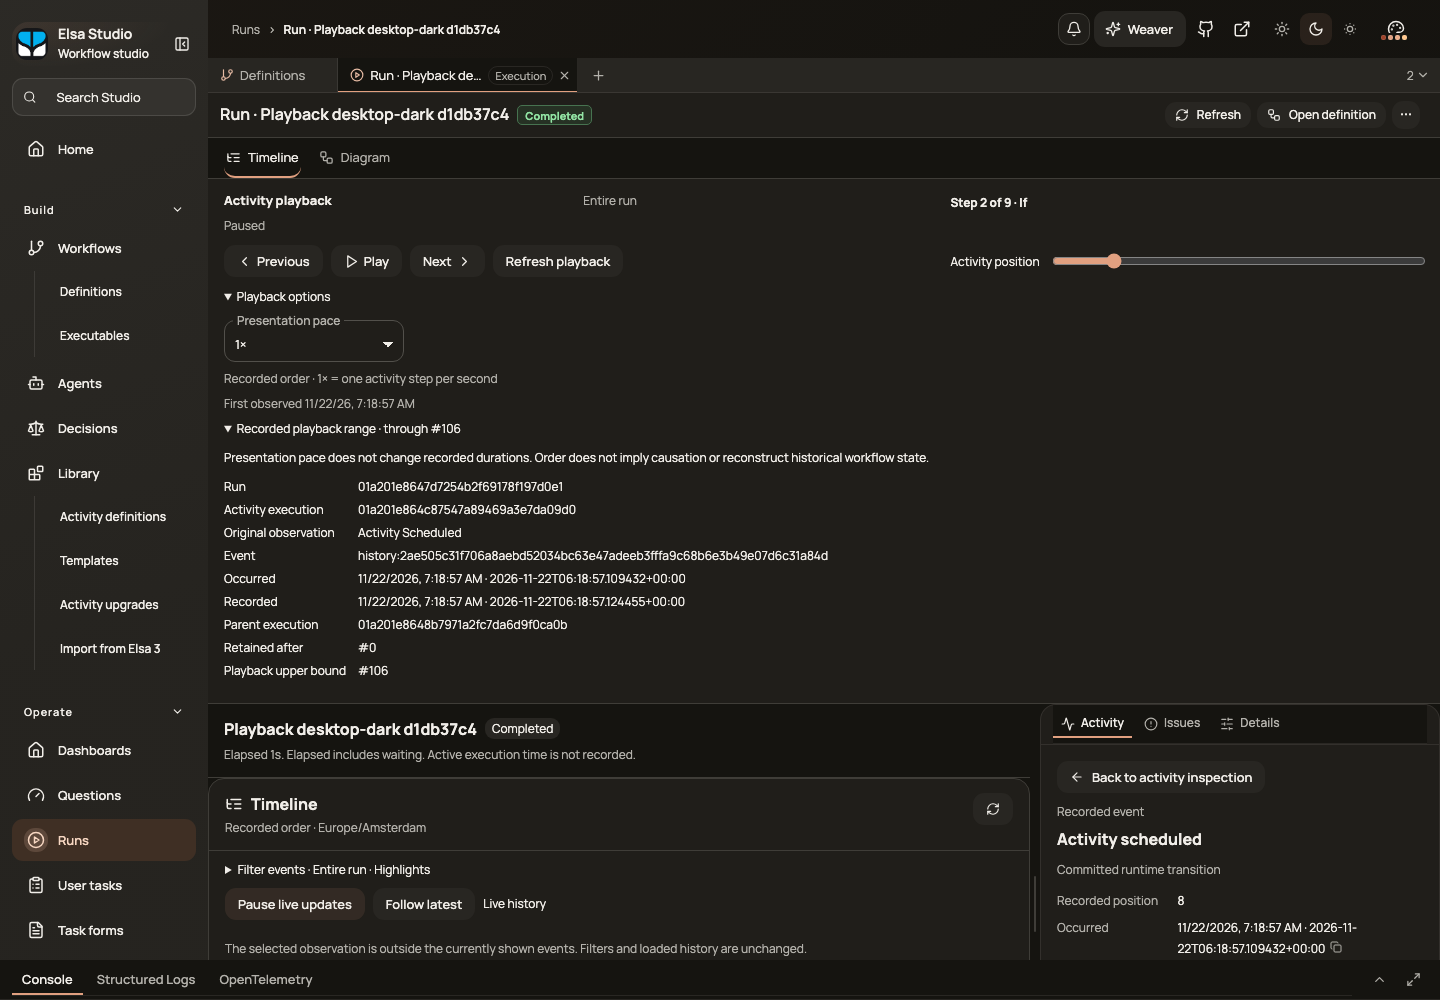 Elsa Studio
Workflow studio
Search Studio
Home
Build
Workflows
Definitions
Executables
Agents
Decisions
Library
Activity definitions
Templates
Activity upgrades
Import from Elsa 3
Operate
Dashboards
Questions
Runs
User tasks
Task forms
Runs › Run · Playback desktop-dark d1db37c4
Weaver
Definitions
Run · Playback de... Execution
2
Run · Playback desktop-dark d1db37c4 Completed
Refresh
Open definition
Timeline
Diagram
Activity playback
Entire run
Step 2 of 9 · If
Paused
Previous
Play
Next
Refresh playback
Activity position
Playback options
Presentation pace
1×
Recorded order · 1× = one activity step per second
First observed 11/22/26, 7:18:57 AM
Recorded playback range · through #106
Presentation pace does not change recorded durations. Order does not imply causation or reconstruct historical workflow state.
Run 01a201e8647d7254b2f69178f197d0e1
Activity execution 01a201e864c87547a89469a3e7da09d0
Original observation Activity Scheduled
Event history:2ae505c31f706a8aebd52034bc63e47adeeb3fffa9c68b6e3b49e07d6c31a84d
Occurred 11/22/2026, 7:18:57 AM · 2026-11-22T06:18:57.109432+00:00
Recorded 11/22/2026, 7:18:57 AM · 2026-11-22T06:18:57.124455+00:00
Parent execution 01a201e8648b7971a2fc7da6d9f0ca0b
Retained after #0
Playback upper bound #106
Playback desktop-dark d1db37c4 Completed
Elapsed 1s. Elapsed includes waiting. Active execution time is not recorded.
Timeline
Recorded order · Europe/Amsterdam
Filter events · Entire run · Highlights
Pause live updates
Follow latest
Live history
The selected observation is outside the currently shown events. Filters and loaded history are unchanged.
Activity
Issues
Details
Back to activity inspection
Recorded event
Activity scheduled
Committed runtime transition
Recorded position 8
Occurred 11/22/2026, 7:18:57 AM · 2026-11-
22T06:18:57.109432+00:00
Console
Structured Logs
OpenTelemetry